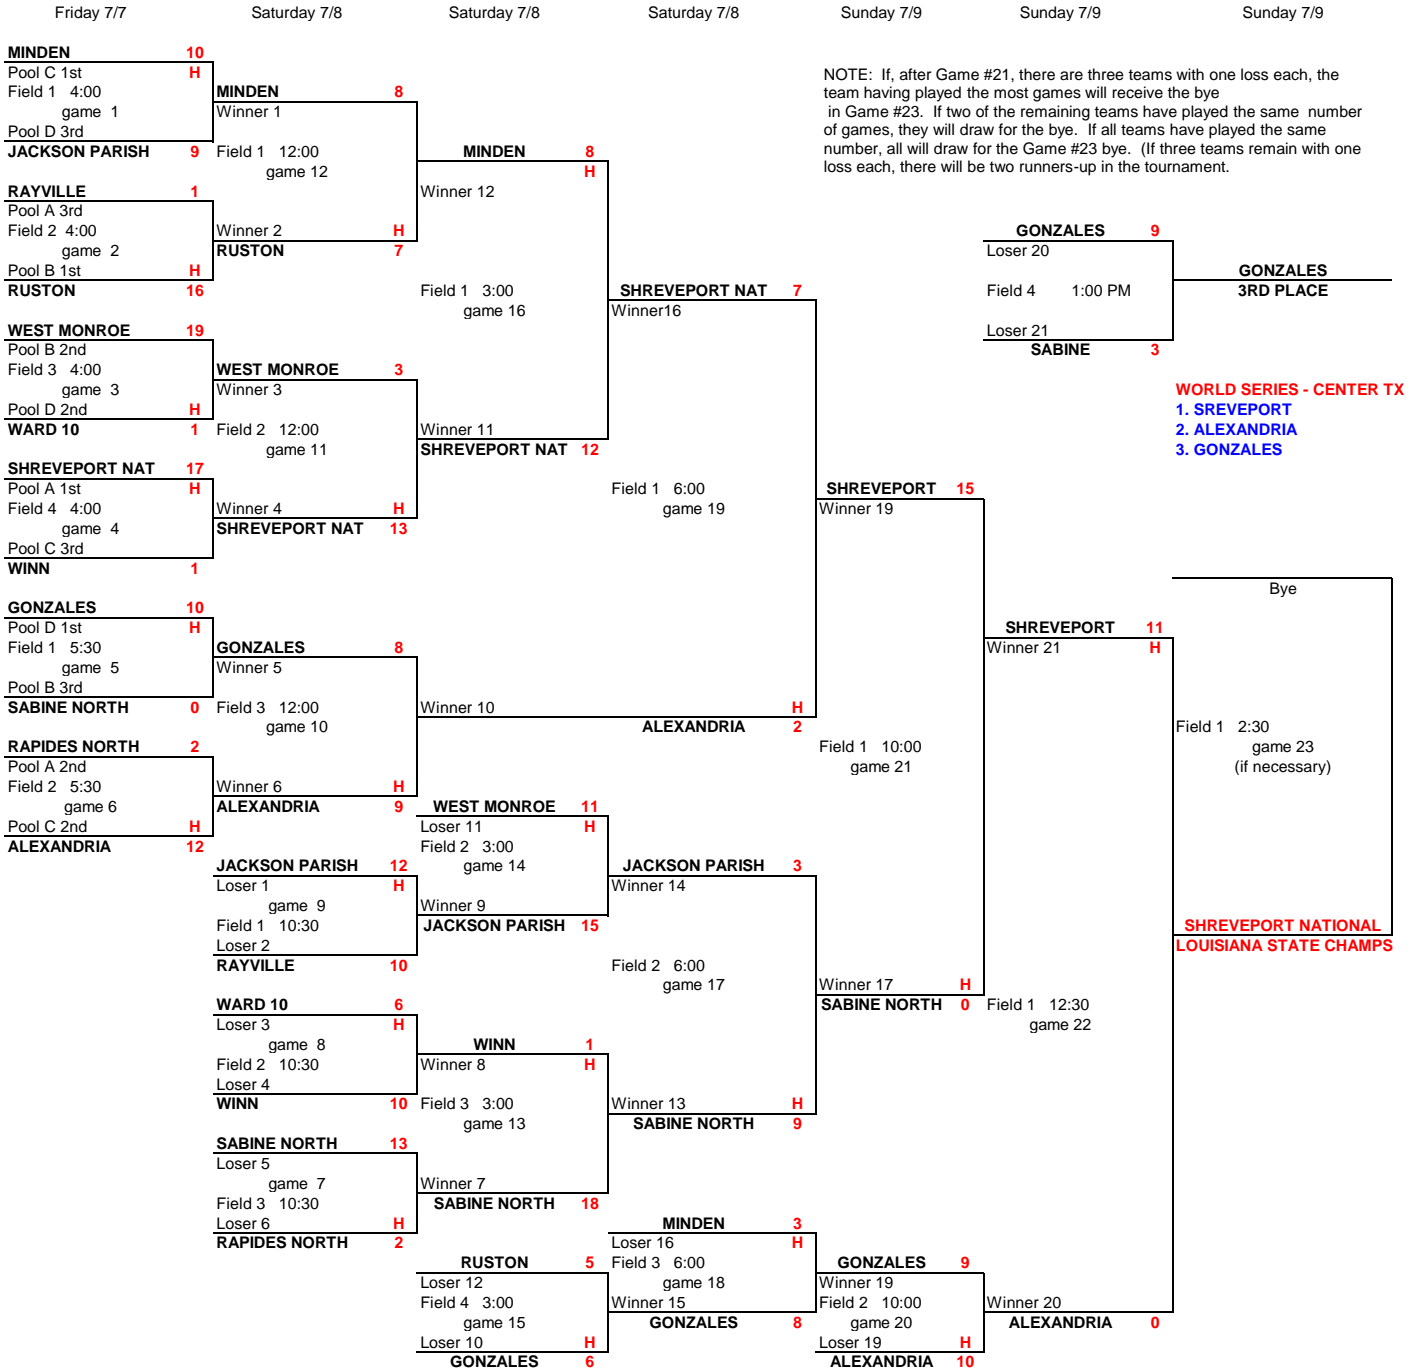 Friday 7/7
Saturday 7/8
Saturday 7/8
Saturday 7/8
Sunday 7/9
Sunday 7/9
Sunday 7/9
MINDEN 10
Pool C 1st H
Field 1 4:00
game 1
Pool D 3rd
JACKSON PARISH 9
RAYVILLE 1
Pool A 3rd
Field 2 4:00
game 2
Pool B 1st H
RUSTON 16
WEST MONROE 19
Pool B 2nd
Field 3 4:00
game 3
Pool D 2nd H
WARD 10 1
SHREVEPORT NAT 17
Pool A 1st H
Field 4 4:00
game 4
Pool C 3rd
WINN 1
GONZALES 10
Pool D 1st H
Field 1 5:30
game 5
Pool B 3rd
SABINE NORTH 0
RAPIDES NORTH 2
Pool A 2nd
Field 2 5:30
game 6
Pool C 2nd H
ALEXANDRIA 12
MINDEN 8
Winner 1
Field 1 12:00
game 12
Winner 2 H
RUSTON 7
WEST MONROE 3
Winner 3
Field 2 12:00
game 11
Winner 4 H
SHREVEPORT NAT 13
GONZALES 8
Winner 5
Field 3 12:00
game 10
Winner 6 H
ALEXANDRIA 9
JACKSON PARISH 12
Loser 1 H
game 9
Field 1 10:30
Loser 2
RAYVILLE 10
WARD 10 6
Loser 3 H
game 8
Field 2 10:30
Loser 4
WINN 10
SABINE NORTH 13
Loser 5
game 7
Field 3 10:30
Loser 6 H
RAPIDES NORTH 2
MINDEN 8
H
Winner 12
Field 1 3:00
game 16
Winner 11
SHREVEPORT NAT 12
Winner 10 H
ALEXANDRIA 2
WEST MONROE 11
Loser 11 H
Field 2 3:00
game 14
Winner 9
JACKSON PARISH 15
WINN 1
Winner 8 H
Field 3 3:00
game 13
Winner 7
SABINE NORTH 18
RUSTON 5
Loser 12
Field 4 3:00
game 15
Loser 10 H
GONZALES 6
SHREVEPORT NAT 7
Winner16
Field 1 6:00
game 19
JACKSON PARISH 3
Winner 14
Field 2 6:00
game 17
Winner 13 H
SABINE NORTH 9
MINDEN 3
Loser 16 H
Field 3 6:00
game 18
Winner 15
GONZALES 8
NOTE: If, after Game #21, there are three teams with one loss each, the
team having played the most games will receive the bye
in Game #23. If two of the remaining teams have played the same number
of games, they will draw for the bye. If all teams have played the same
number, all will draw for the Game #23 bye. (If three teams remain with one
loss each, there will be two runners-up in the tournament.
SHREVEPORT 15
Winner 19
Field 1 10:00
game 21
Winner 17 H
SABINE NORTH 0
GONZALES 9
Winner 19
Field 2 10:00
game 20
Loser 19 H
ALEXANDRIA 10
GONZALES 9
Loser 20
Field 4 1:00 PM
Loser 21
SABINE 3
SHREVEPORT 11
Winner 21 H
Field 1 12:30
game 22
Winner 20
ALEXANDRIA 0
GONZALES
3RD PLACE
WORLD SERIES - CENTER TX
1. SREVEPORT
2. ALEXANDRIA
3. GONZALES
Bye
Field 1 2:30
game 23
(if necessary)
SHREVEPORT NATIONAL
LOUISIANA STATE CHAMPS